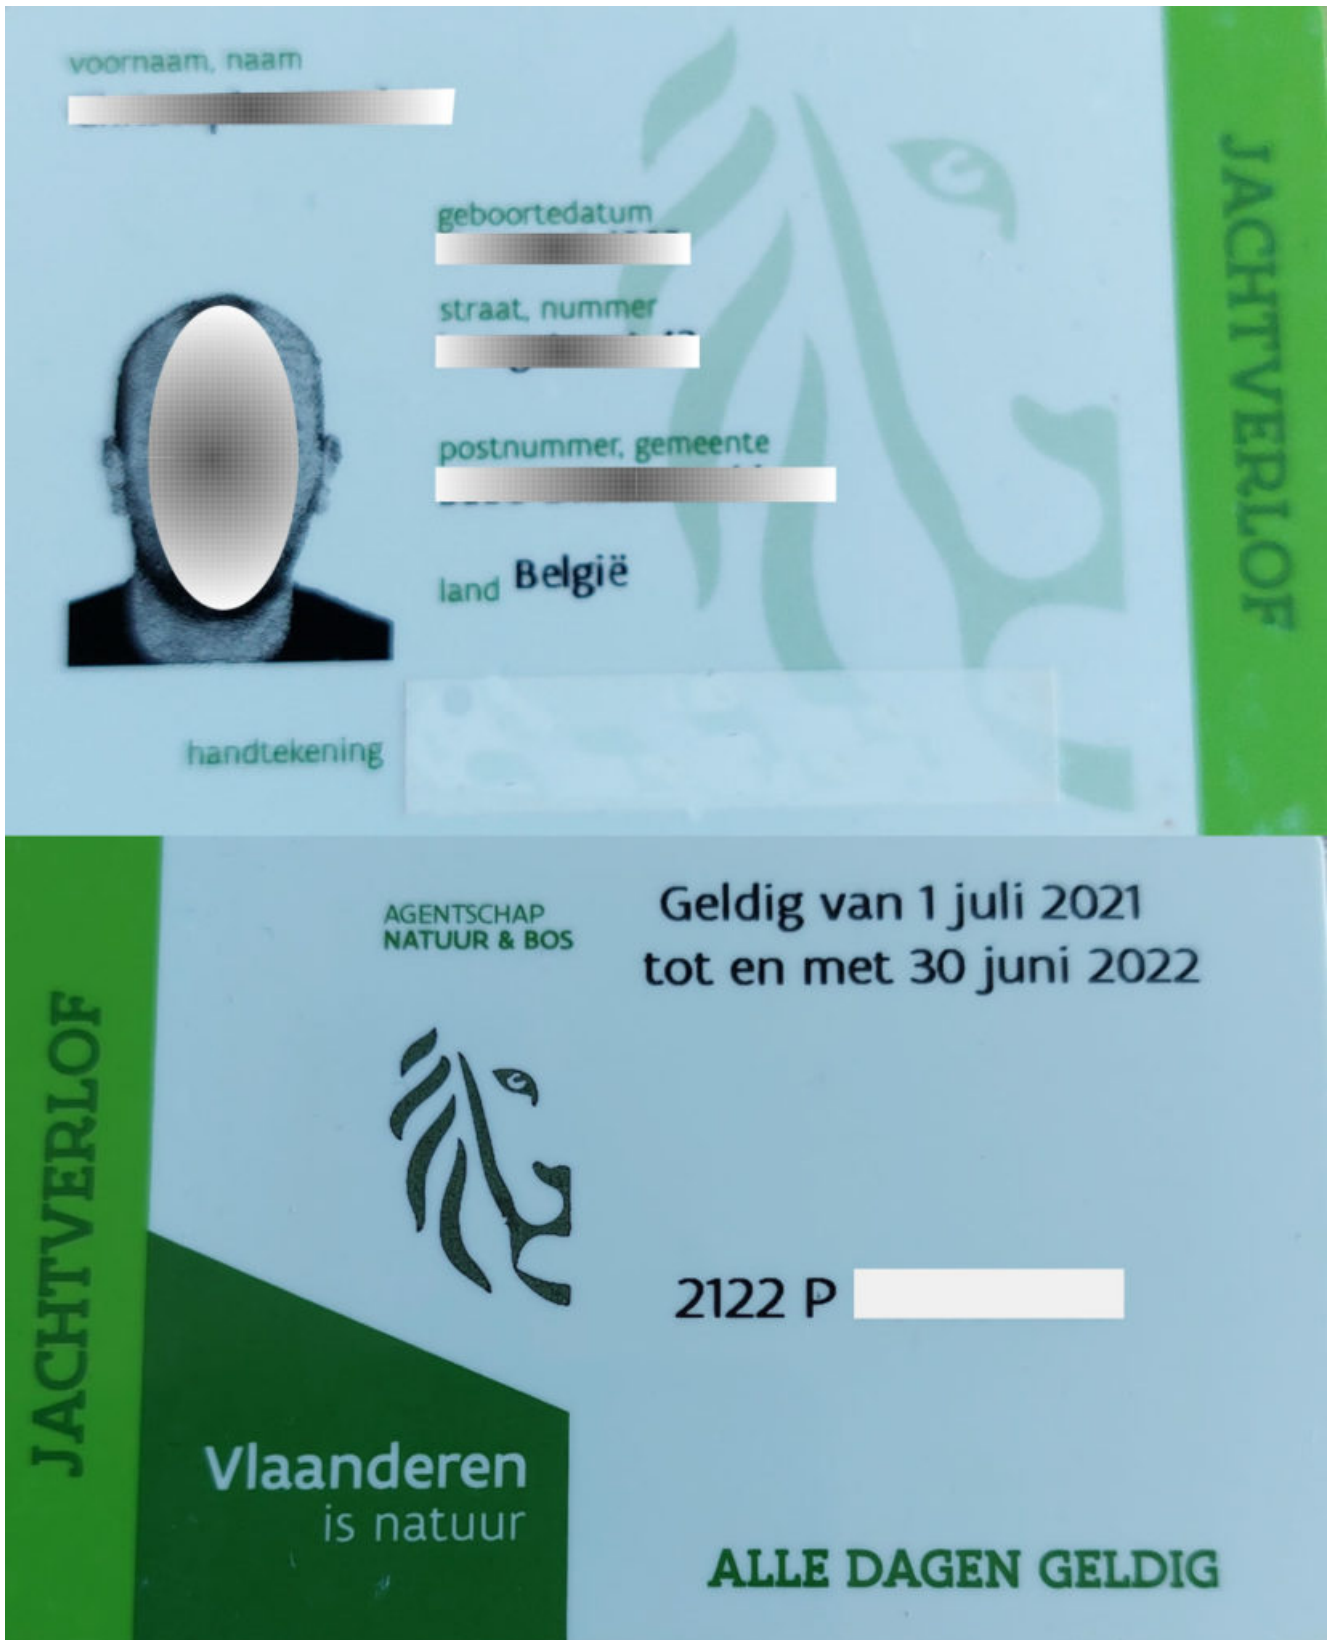 voornaam, naam
geboortedatum
straat, nummer
postnummer, gemeente
land België
handtekening
JACHTVERLOF
AGENTSCHAP
NATUUR & BOS
Geldig van 1 juli 2021
tot en met 30 juni 2022
JACHTVERLOF
2122 P
Vlaanderen
is natuur
ALLE DAGEN GELDIG